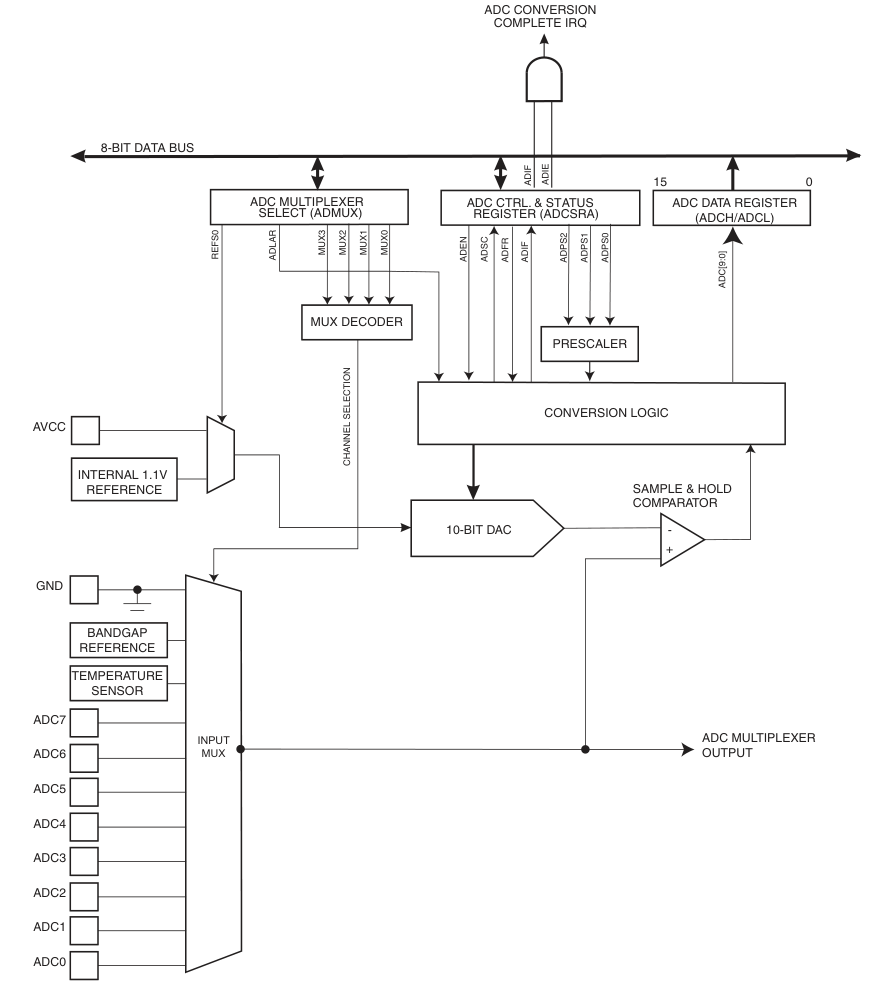 ADC CONVERSION
COMPLETE IRQ
8-BIT DATA BUS
ADIF
ADIE
15
0
ADC MULTIPLEXER
SELECT (ADMUX)
ADC CTRL. & STATUS
REGISTER (ADCSRA)
ADC DATA REGISTER
(ADCH/ADCL)
REFS0
ADLAR
MUX3
MUX2
MUX1
MUX0
ADEN
ADSC
ADFR
ADIF
ADPS2
ADPS1
ADPS0
ADC[9:0]
MUX DECODER
PRESCALER
CHANNEL SELECTION
CONVERSION LOGIC
AVCC
INTERNAL 1.1V
REFERENCE
SAMPLE & HOLD
COMPARATOR
10-BIT DAC
-
+
GND
BANDGAP
REFERENCE
TEMPERATURE
SENSOR
ADC7
ADC6
ADC5
ADC4
ADC3
ADC2
ADC1
ADC0
INPUT
MUX
ADC MULTIPLEXER
OUTPUT